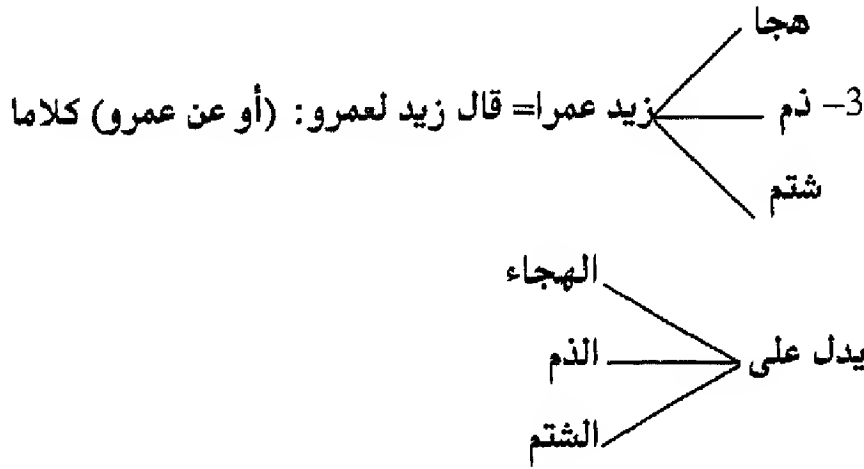 هجا
3- ذم زيد عمرا= قال زيد لعمرو: (أو عن عمرو) كلاما
شتم
الهجاء
يدل على الذم
الشتم